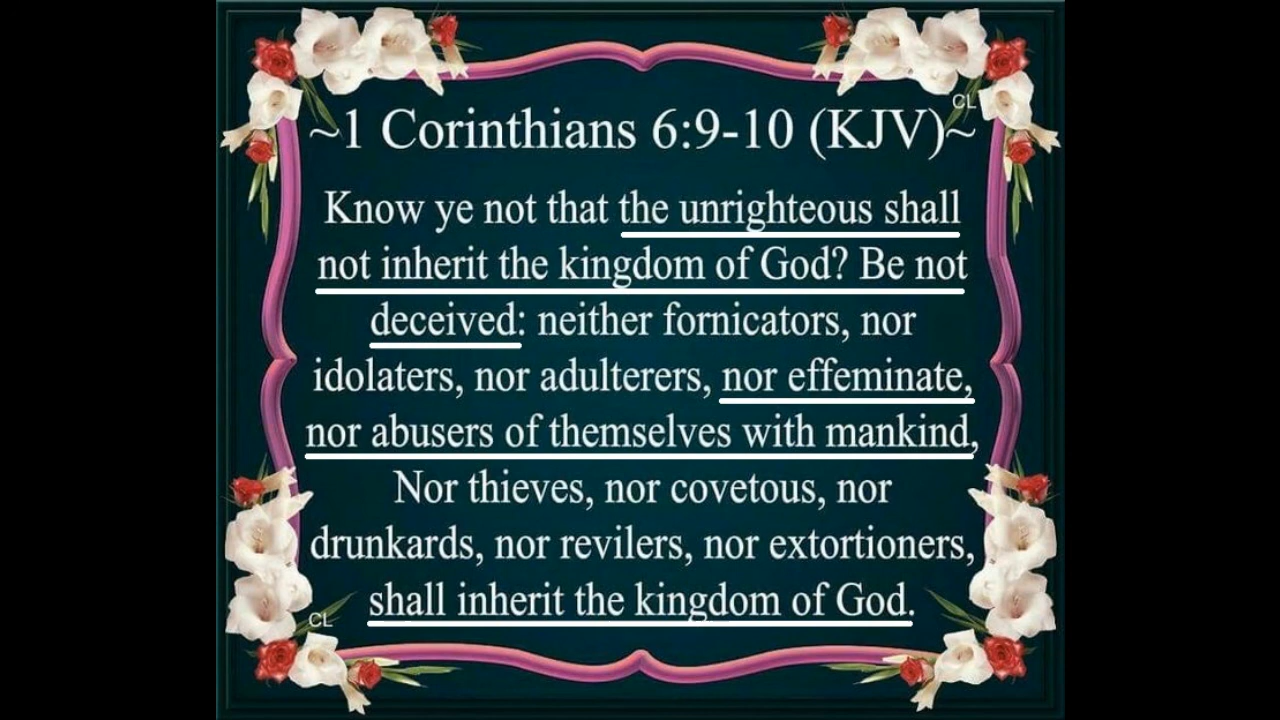 CL
~1 Corinthians 6:9-10 (KJV)~
Know ye not that the unrighteous shall
not inherit the kingdom of God? Be not
deceived: neither fornicators, nor
idolaters, nor adulterers, nor effeminate,
nor abusers of themselves with mankind,
Nor thieves, nor covetous, nor
drunkards, nor revilers, nor extortioners,
shall inherit the kingdom of God.
CL